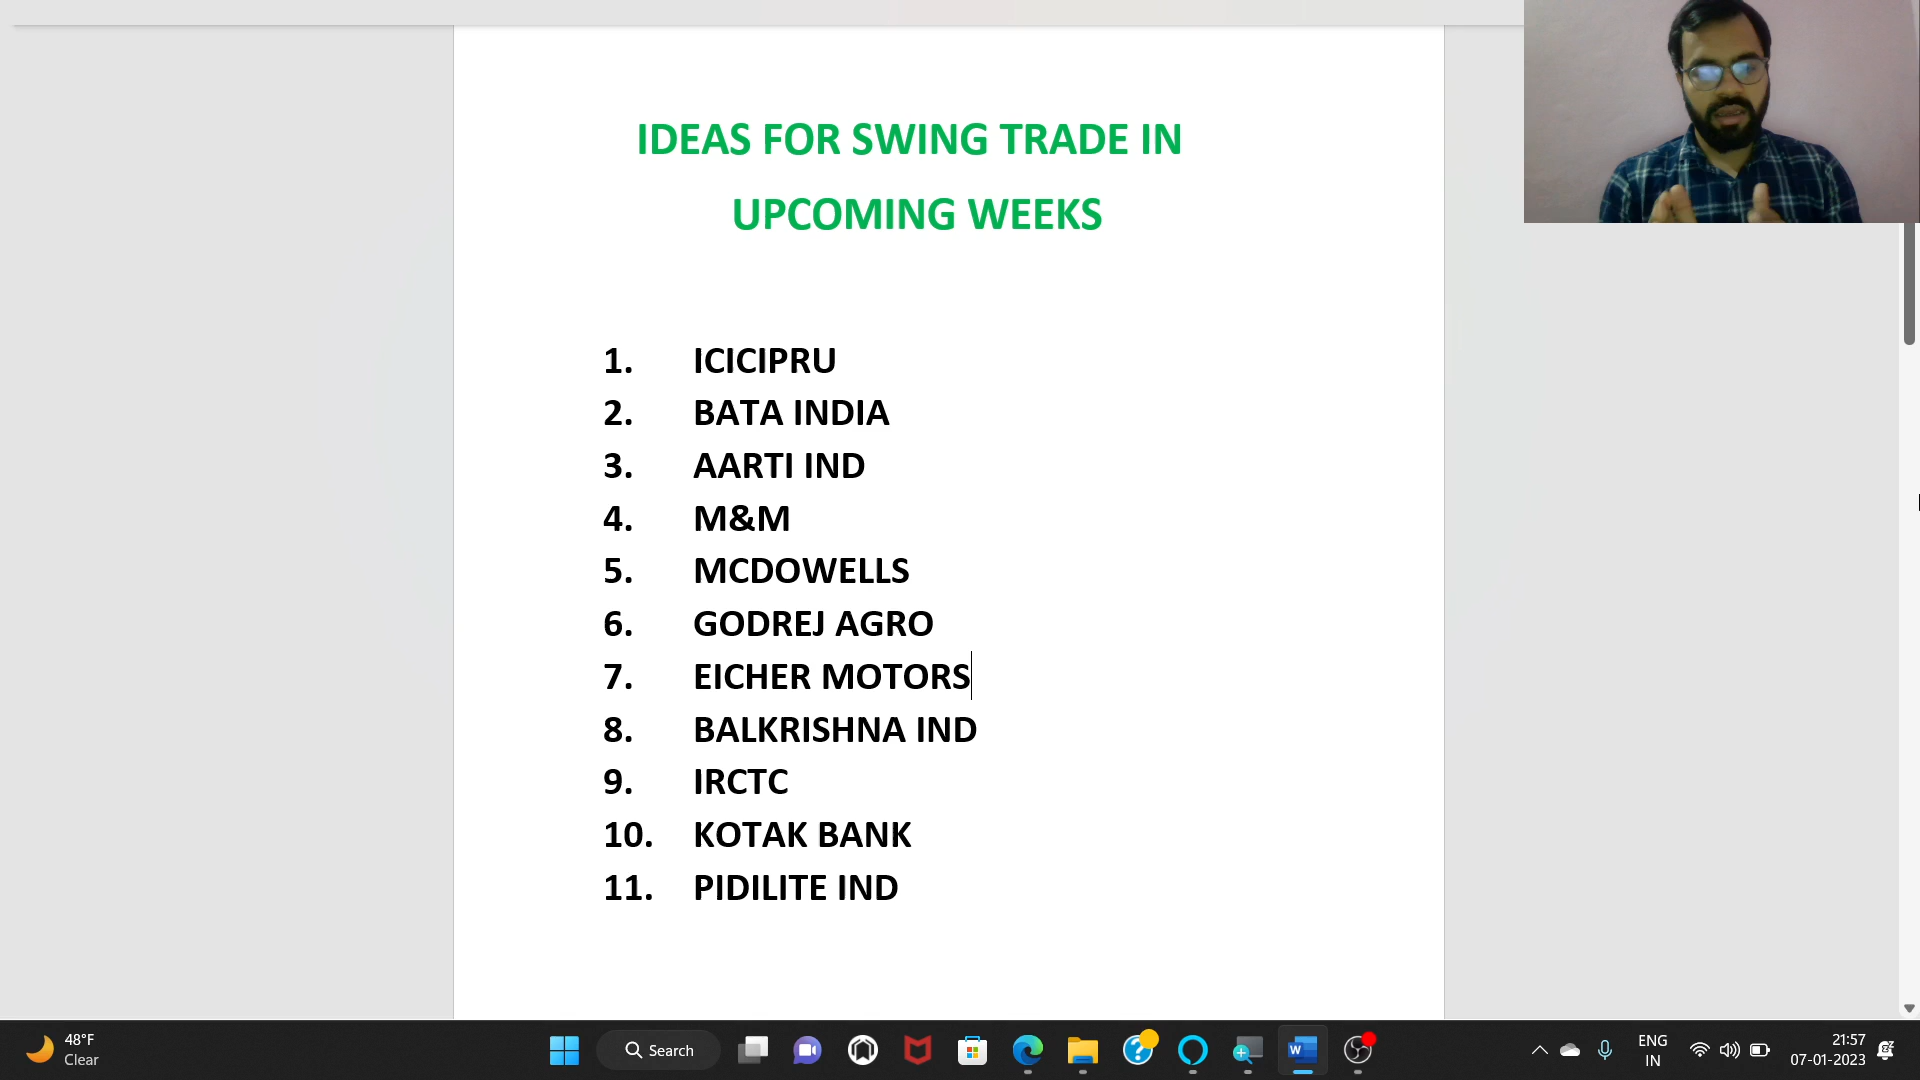 IDEAS FOR SWING TRADE IN
UPCOMING WEEKS
1. ICICIPRU
2. BATA INDIA
3. AARTI IND
4. M&M
5. MCDOWELLS
6. GODREJ AGRO
7. EICHER MOTORS
8. BALKRISHNA IND
9. IRCTC
10. KOTAK BANK
11. PIDILITE IND
48°F
Clear
Search
ENG
IN
21:57
07-01-2023